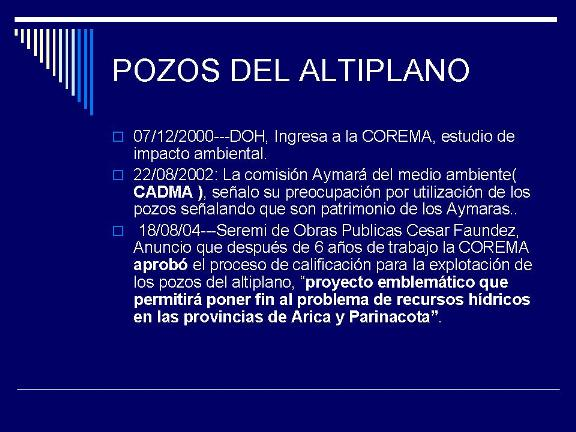 POZOS DEL ALTIPLANO
07/12/2000---DOH, Ingresa a la COREMA, estudio de
impacto ambiental.
22/08/2002: La comisión Aymará del medio ambiente(
CADMA ), señalo su preocupación por utilización de los
pozos señalando que son patrimonio de los Aymaras. .
18/08/04---Seremi de Obras Publicas Cesar Faundez,
Anuncio que después de 6 años de trabajo la COREMA
aprobó el proceso de calificación para la explotación de
los pozos del altiplano, “proyecto emblemático que
permitirá poner fin al problema de recursos hídricos
en las provincias de Arica y Parinacota”.